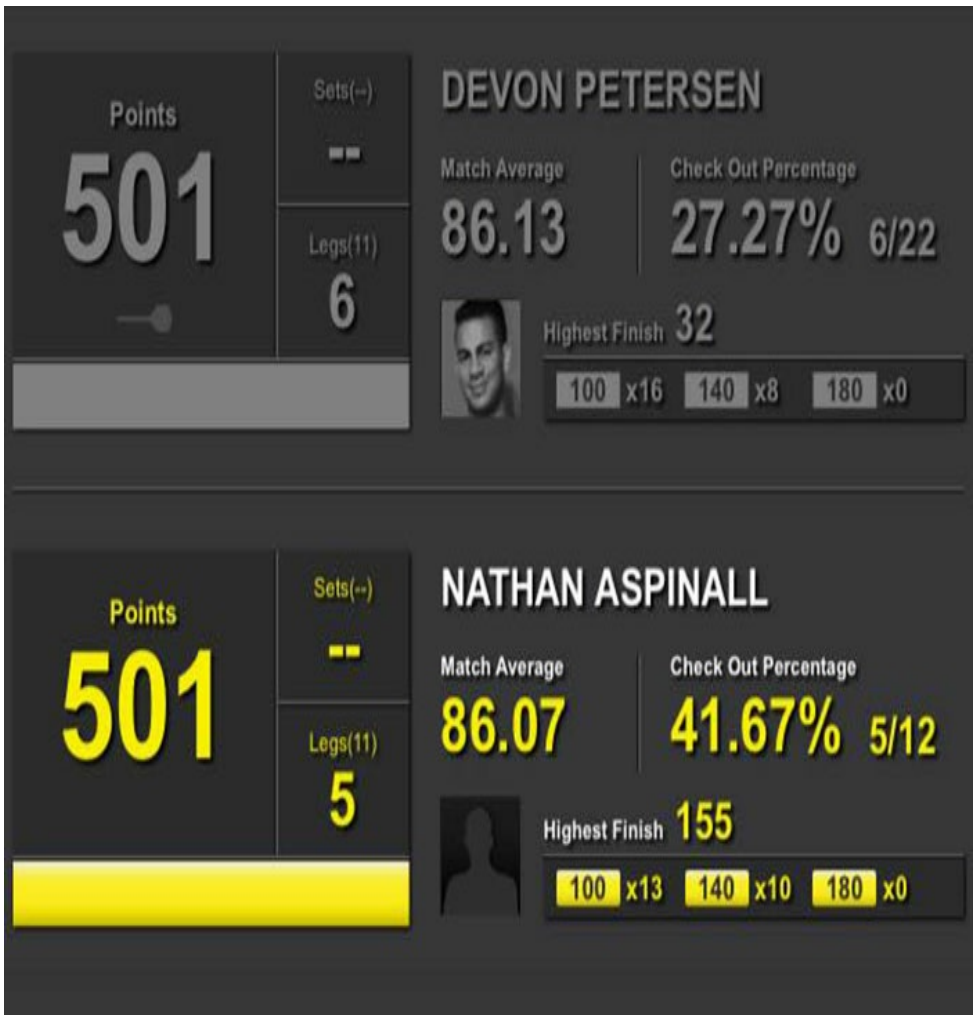 DEVON PETERSEN
Points
501
Sets(--)
--
Legs(11)
6
Match Average
86.13
Check Out Percentage
27.27% 6/22
Highest Finish 32
100 x16 140 x8 180 x0
NATHAN ASPINALL
Points
501
Sets(--)
--
Legs(11)
5
Match Average
86.07
Check Out Percentage
41.67% 5/12
Highest Finish 155
100 x13 140 x10 180 x0